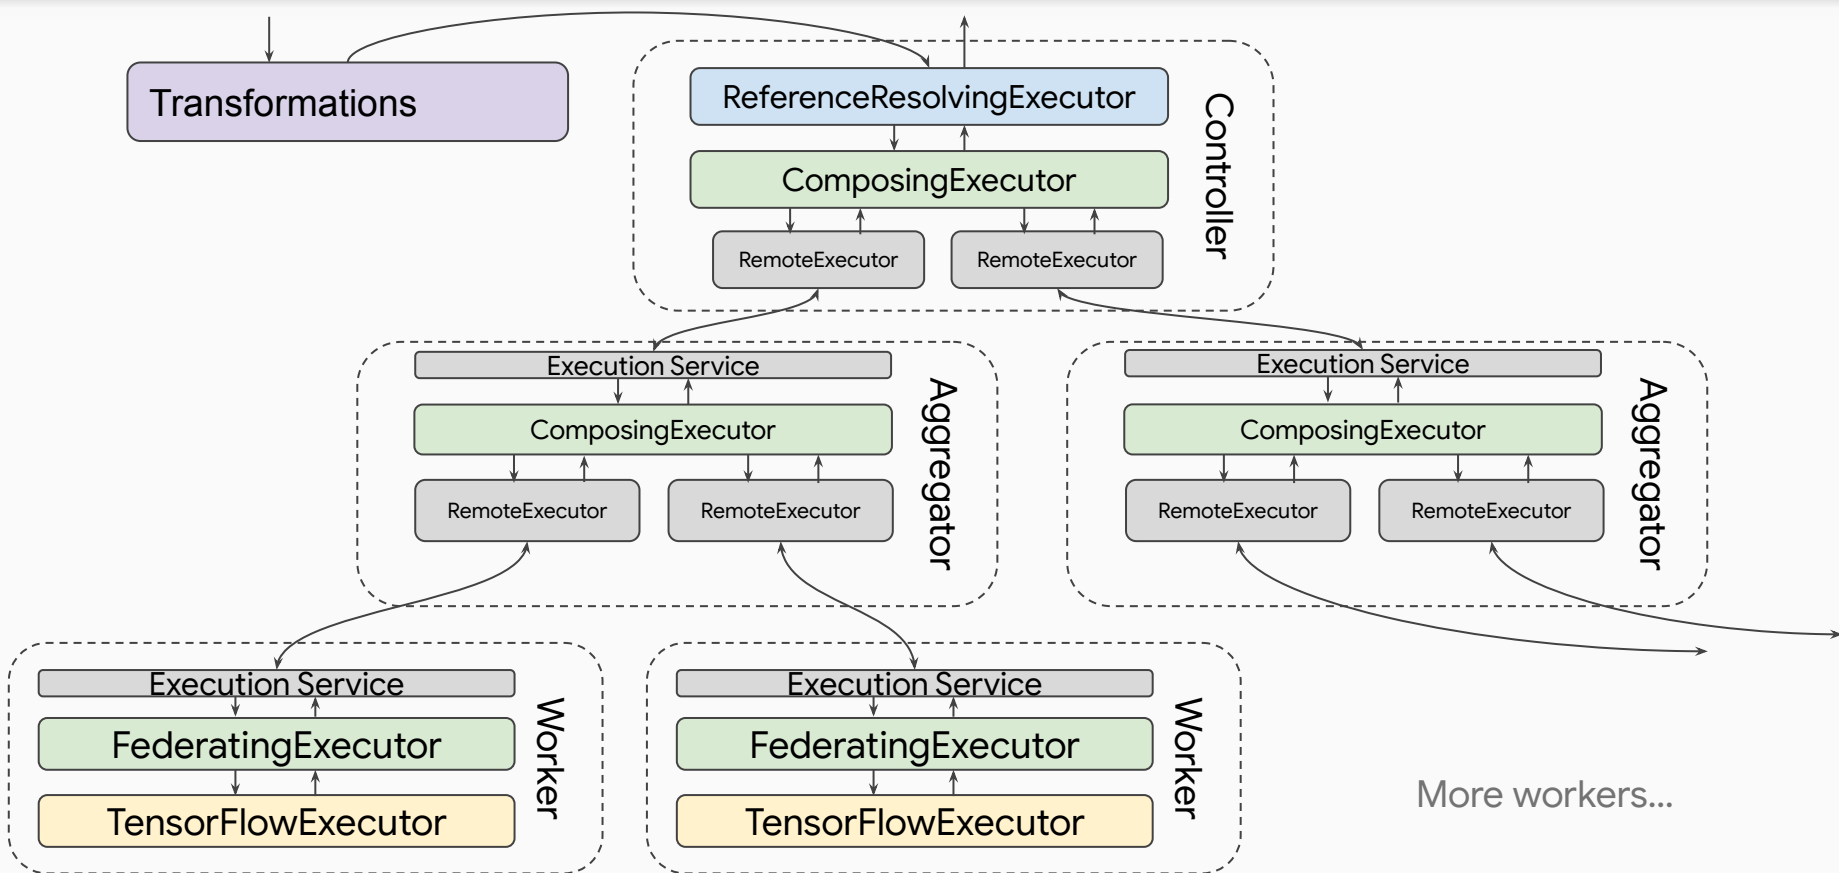 Transformations
ReferenceResolvingExecutor
ComposingExecutor
RemoteExecutor
RemoteExecutor
Controller
Execution Service
ComposingExecutor
RemoteExecutor
RemoteExecutor
Aggregator
Execution Service
ComposingExecutor
RemoteExecutor
RemoteExecutor
Aggregator
Execution Service
FederatingExecutor
TensorFlowExecutor
Worker
Execution Service
FederatingExecutor
TensorFlowExecutor
Worker
More workers...